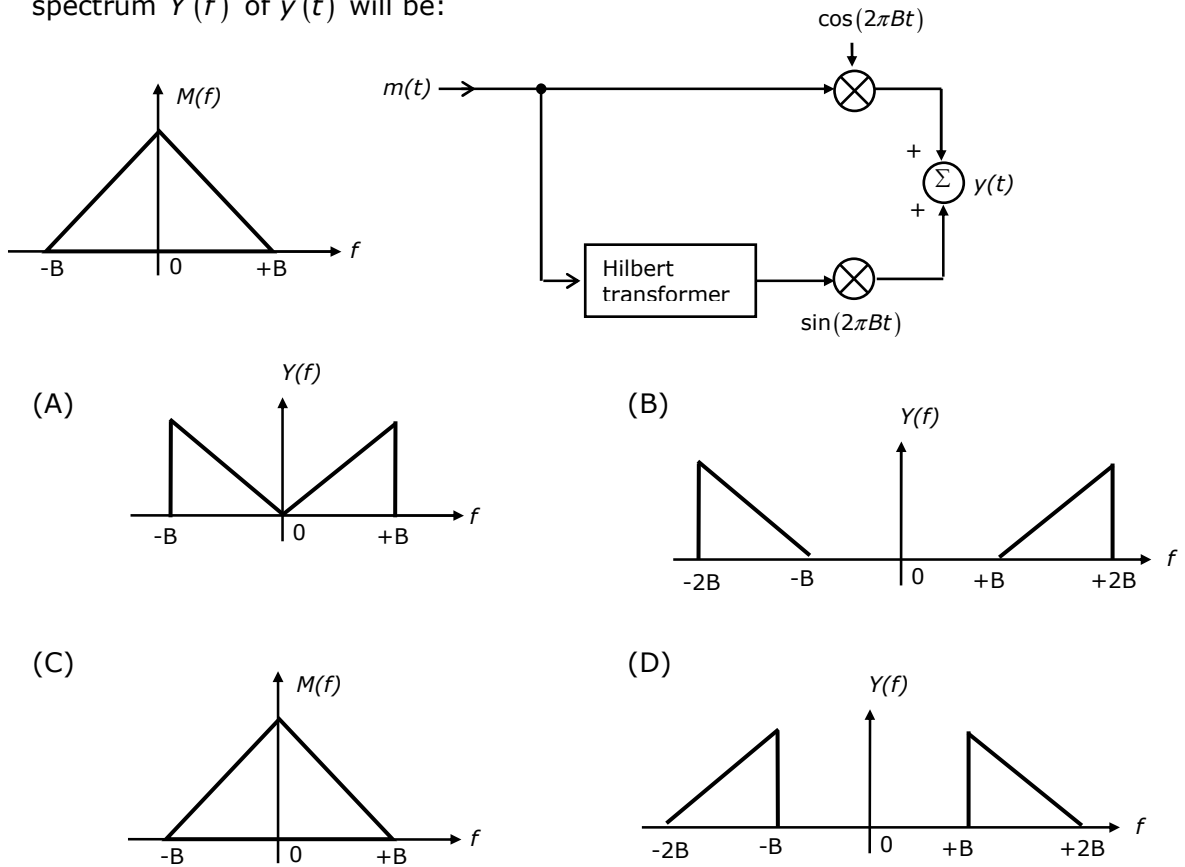 spectrum Y(f) of y(t) will be:
cos(2πBt)
M(f)
m(t)
+
Σ
y(t)
+
f
-B
0
+B
Hilbert
transformer
sin(2πBt)
(A)
Y(f)
f
-B
0
+B
(B)
Y(f)
f
-2B
-B
0
+B
+2B
(C)
M(f)
f
-B
0
+B
(D)
Y(f)
f
-2B
-B
0
+B
+2B